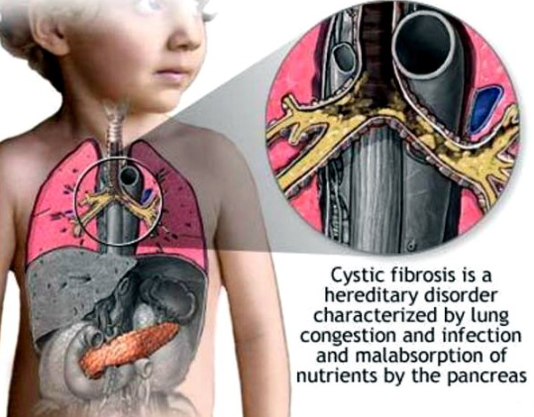 Cystic fibrosis is a
hereditary disorder
characterized by lung
congestion and infection
and malabsorption of
nutrients by the pancreas